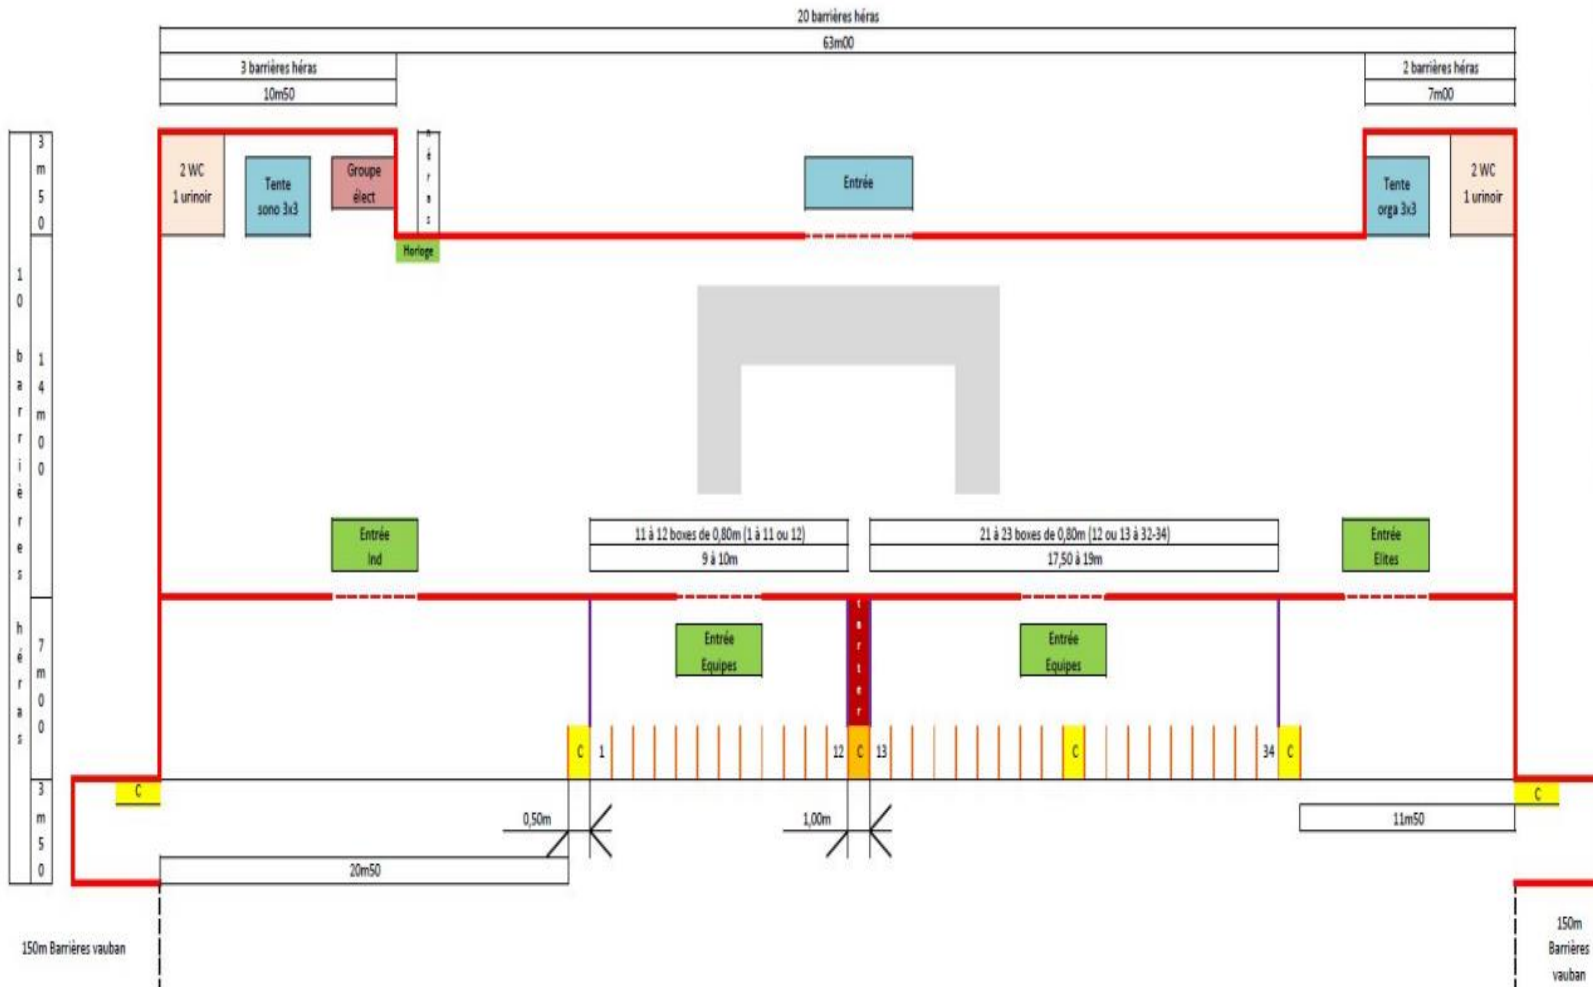 20 barrières héras
63m00
3 barrières héras
10m50
2 barrières héras
7m00
3m50
2 WC
1 urinoir
Tente
sono 3x3
Groupe
élect
héras
Entrée
Tente
orga 3x3
2 WC
1 urinoir
Horloge
10 barrières héras
14m00
Entrée
Ind
11 à 12 boxes de 0,80m (1 à 11 ou 12)
9 à 10m
21 à 23 boxes de 0,80m (12 ou 13 à 32-34)
17,50 à 19m
Entrée
Elites
7m00
tarter
Entrée
Equipes
Entrée
Equipes
C
1
12
C
13
C
34
C
3m50
C
C
0,50m
1,00m
11m50
20m50
150m Barrières vauban
150m
Barrières
vauban